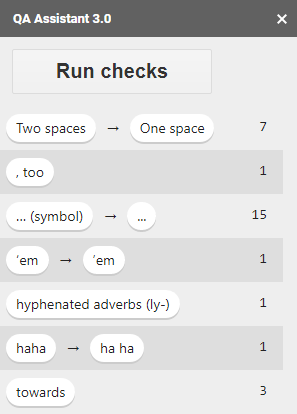 QA Assistant 3.0 ×
Run checks
Two spaces → One space 7
, too 1
… (symbol) → ... 15
‘em → ’em 1
hyphenated adverbs (ly-) 1
haha → ha ha 1
towards 3